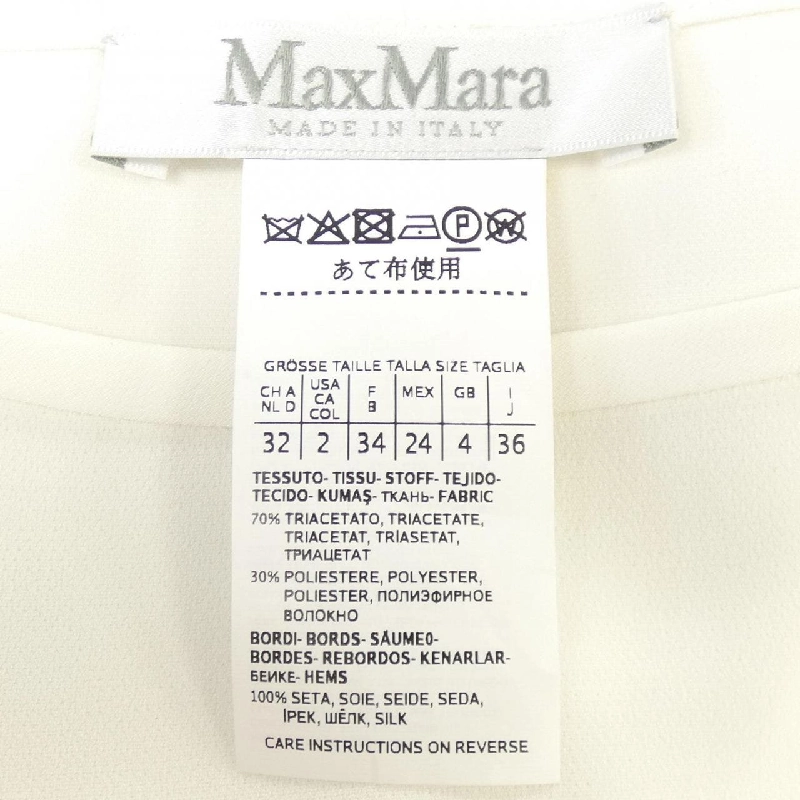 MaxMara
MADE IN ITALY
P W
あて布使用
GRÖSSE TAILLE TALLA SIZE TAGLIA
CH A NL D USA CA COL F B MEX GB I J
32 2 34 24 4 36
TESSUTO- TISSU- STOFF- TEJIDO-
TECIDO- KUMAŞ- ТКАНЬ- FABRIC
70% TRIACETATO, TRIACETATE,
TRIACETAT, TRİASETAT,
ТРИАЦЕТАТ
30% POLIESTERE, POLYESTER,
POLIESTER, ПОЛИЭФИРНОЕ
ВОЛОКНО
BORDI- BORDS- SÄUME0-
BORDES- REBORDOS- KENARLAR-
БЕЙКЕ- HEMS
100% SETA, SOIE, SEIDE, SEDA,
İPEK, ШЁЛК, SILK
CARE INSTRUCTIONS ON REVERSE